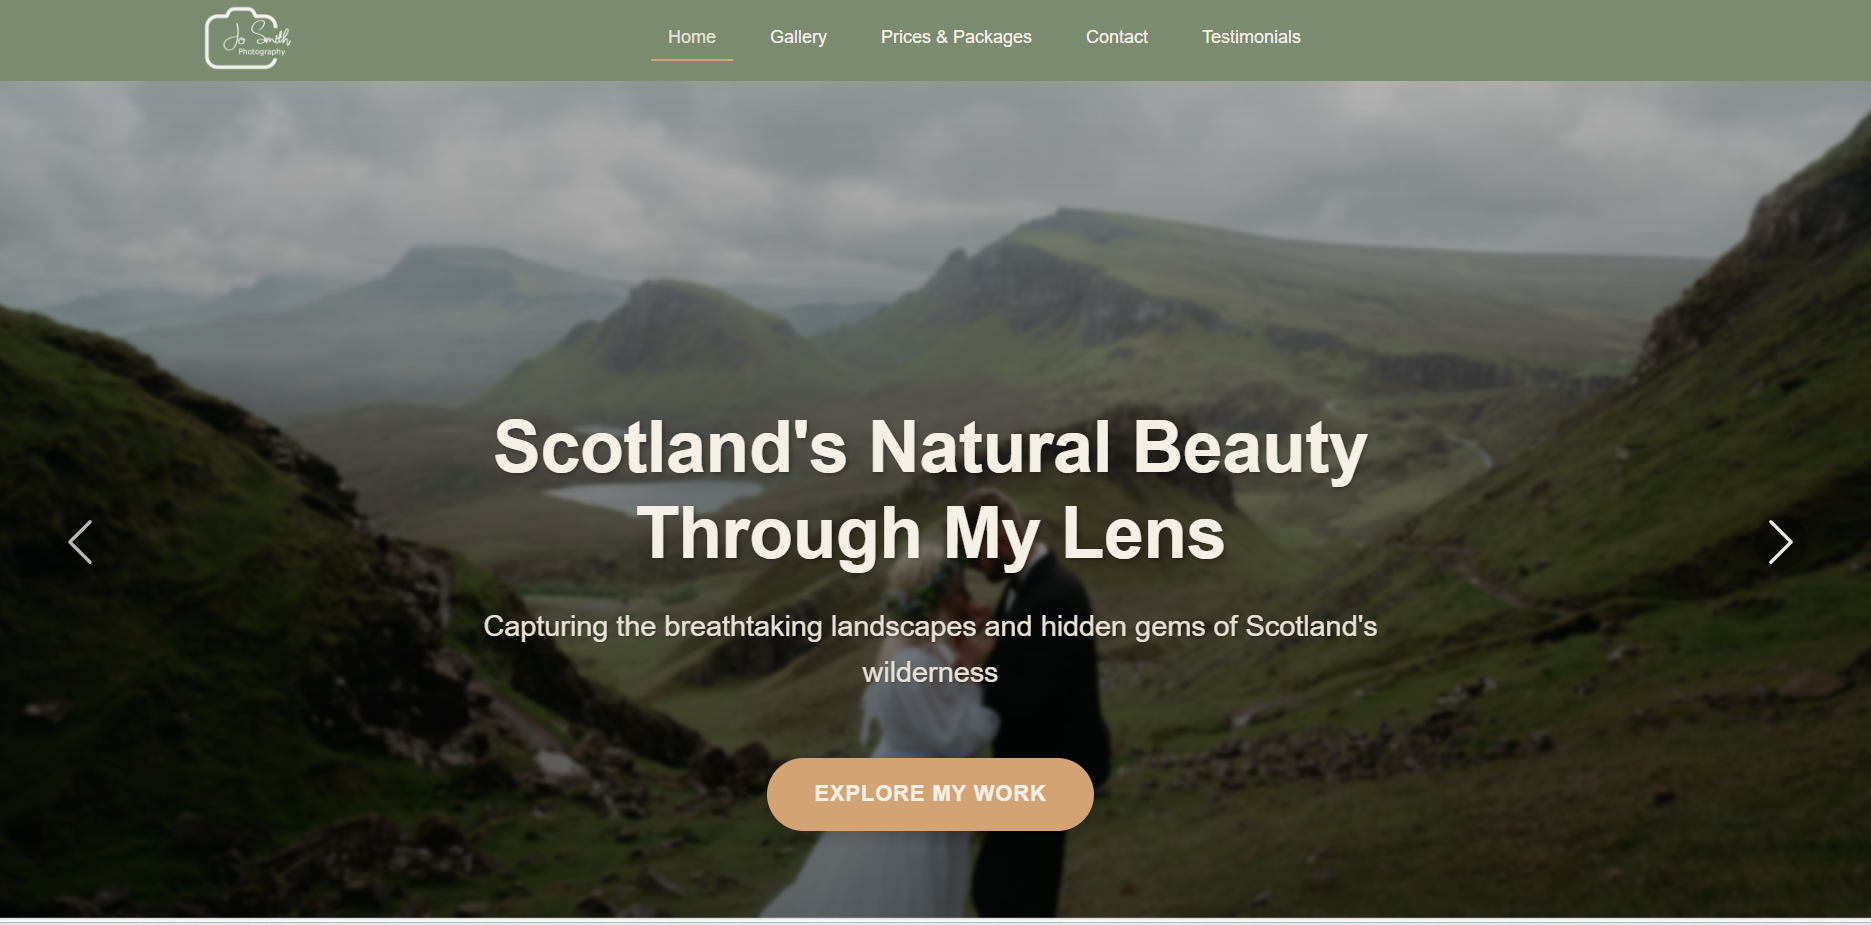 Jo Smith
Photography
Home
Gallery
Prices & Packages
Contact
Testimonials
Scotland's Natural Beauty
Through My Lens
Capturing the breathtaking landscapes and hidden gems of Scotland's
wilderness
EXPLORE MY WORK